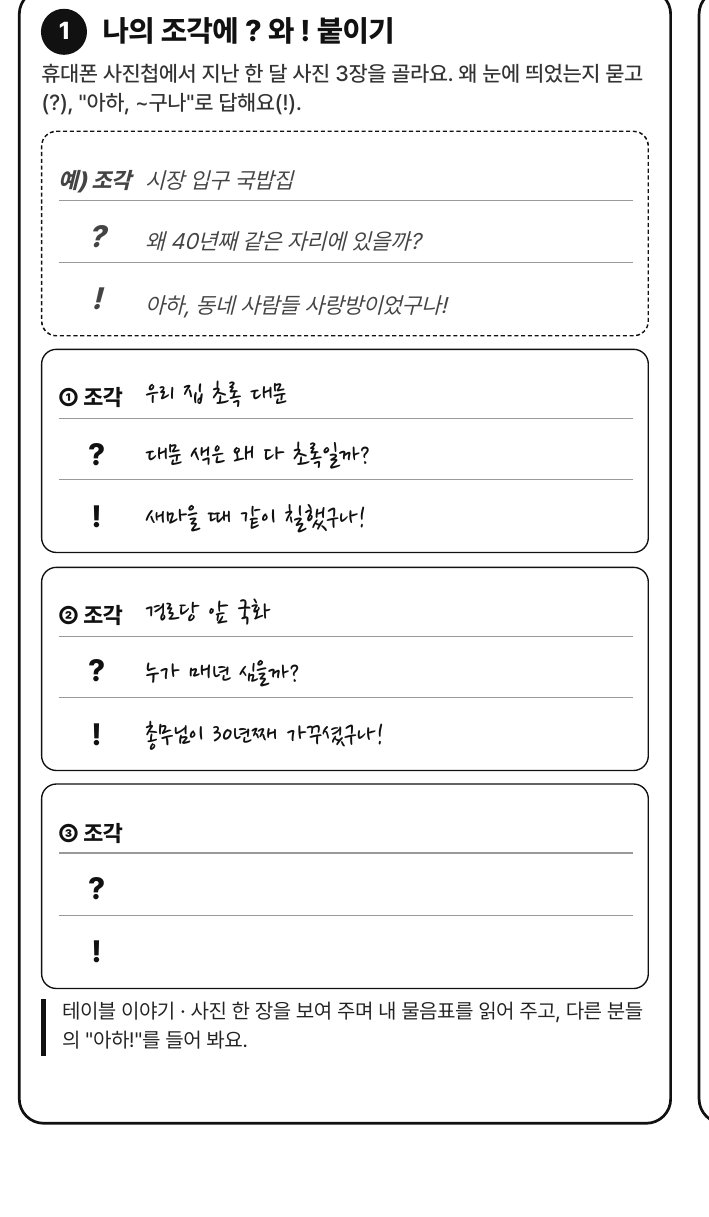 1 나의 조각에 ? 와 ! 붙이기
휴대폰 사진첩에서 지난 한 달 사진 3장을 골라요. 왜 눈에 띄었는지 묻고
(?), "아하, ~구나"로 답해요(!).
예) 조각 시장 입구 국밥집
? 왜 40년째 같은 자리에 있을까?
! 아하, 동네 사람들 사랑방이었구나!
① 조각 우리 집 초록 대문
? 대문 색은 왜 다 초록일까?
! 새마을 때 같이 칠했구나!
② 조각 경로당 앞 국화
? 누가 매년 심을까?
! 총무님이 30년째 가꾸셨구나!
③ 조각
?
!
테이블 이야기 · 사진 한 장을 보여 주며 내 물음표를 읽어 주고, 다른 분들
의 "아하!"를 들어 봐요.